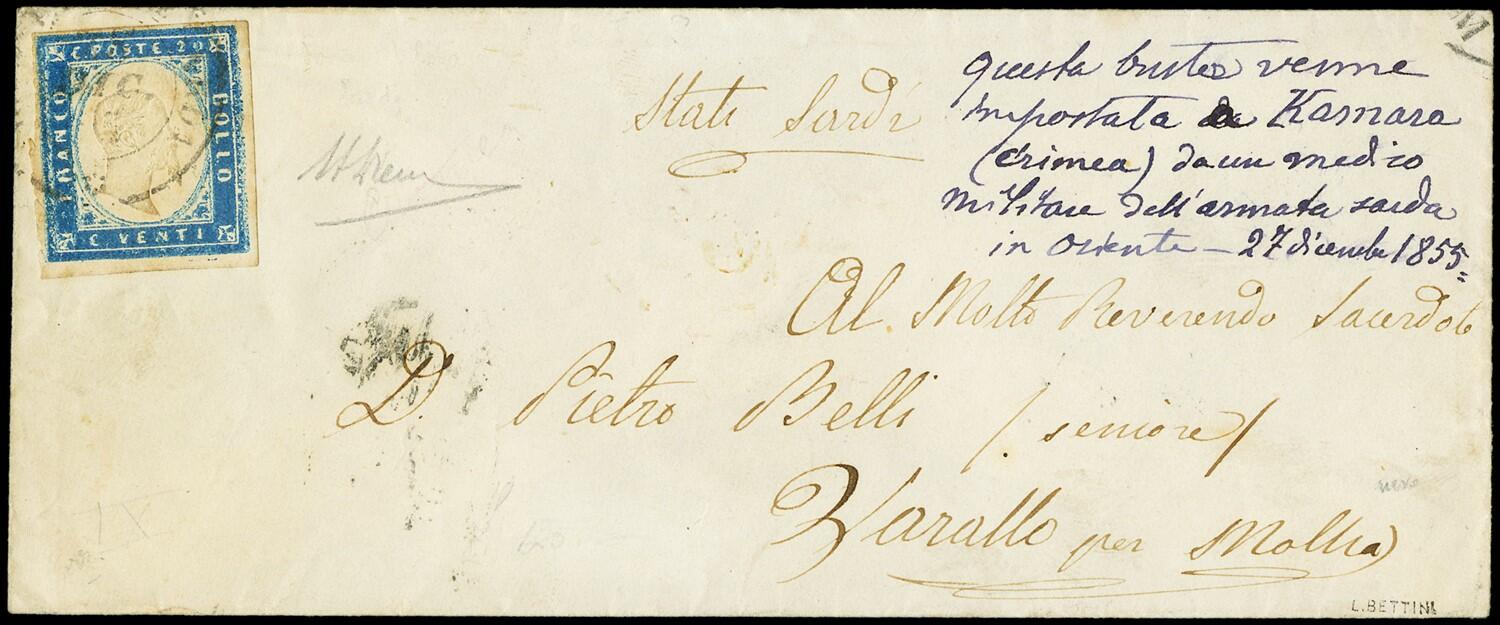 C POSTE 20
FRANCO
BOLLO
C VENTI
Stati Sardi
questa busta venne
impostata da Kamara
(Crimea) da un medico
militare dell'armata sarda
in oriente – 27 dicembre 1855=
Al Molto Reverendo Sacerdote
D. Pietro Belli / seniore /
Varallo per Mollia
L.BETTINI